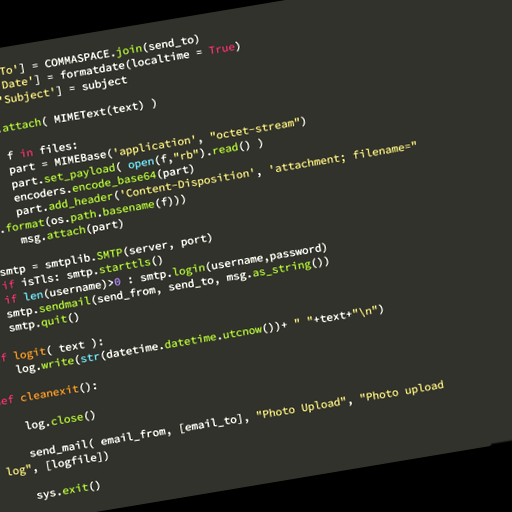 To'] = COMMASPACE.join(send_to)
Date'] = formatdate(localtime = True)
'Subject'] = subject
.attach( MIMEText(text) )
f in files:
part = MIMEBase('application', "octet-stream")
part.set_payload( open(f,"rb").read() )
encoders.encode_base64(part)
part.add_header('Content-Disposition', 'attachment; filename="
.format(os.path.basename(f)))
msg.attach(part)
smtp = smtplib.SMTP(server, port)
if isTls: smtp.starttls()
if len(username)>0 : smtp.login(username,password)
smtp.sendmail(send_from, send_to, msg.as_string())
smtp.quit()
f logit( text ):
log.write(str(datetime.datetime.utcnow())+ " "+text+"\n")
ef cleanexit():
log.close()
send_mail( email_from, [email_to], "Photo Upload", "Photo upload
log", [logfile])
sys.exit()